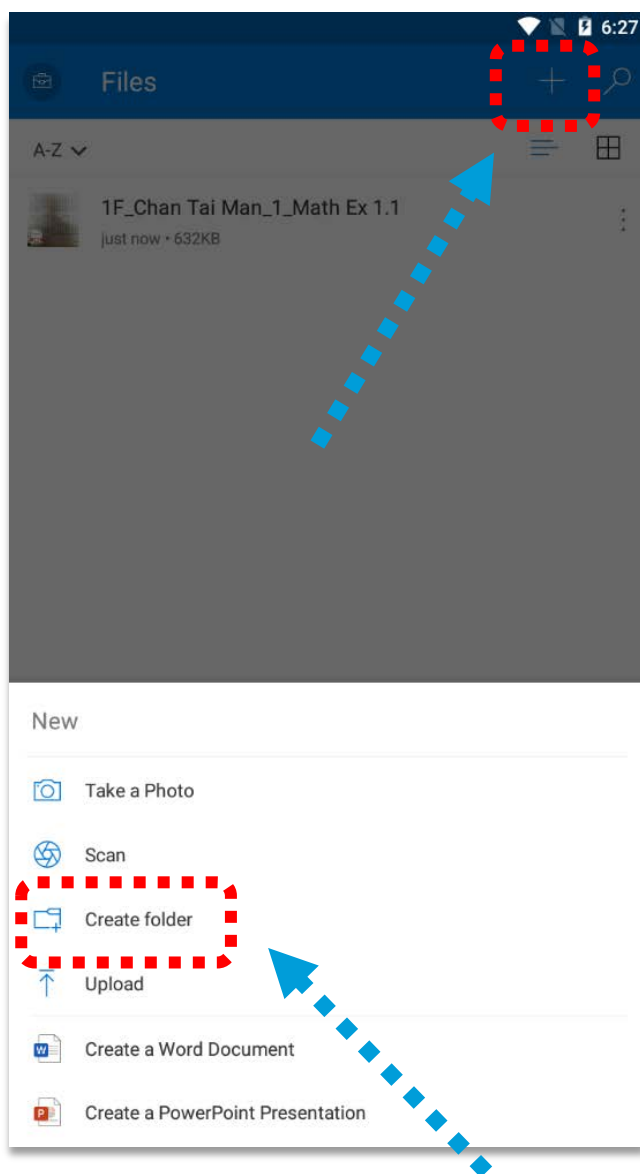 6:27
Files
A-Z
1F_Chan Tai Man_1_Math Ex 1.1
just now • 632KB
New
Take a Photo
Scan
Create folder
Upload
W
Create a Word Document
P
Create a PowerPoint Presentation